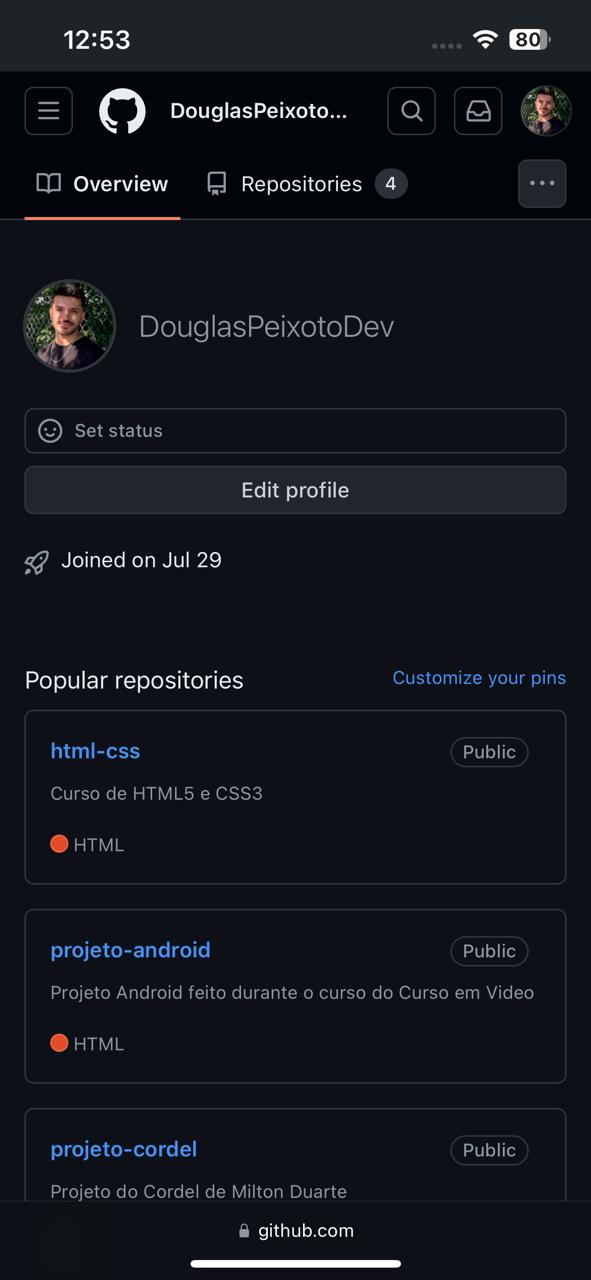 12:53
80
DouglasPeixoto...
Overview
Repositories 4
DouglasPeixotoDev
Set status
Edit profile
Joined on Jul 29
Popular repositories
Customize your pins
html-css
Public
Curso de HTML5 e CSS3
HTML
projeto-android
Public
Projeto Android feito durante o curso do Curso em Video
HTML
projeto-cordel
Public
Projeto do Cordel de Milton Duarte
github.com